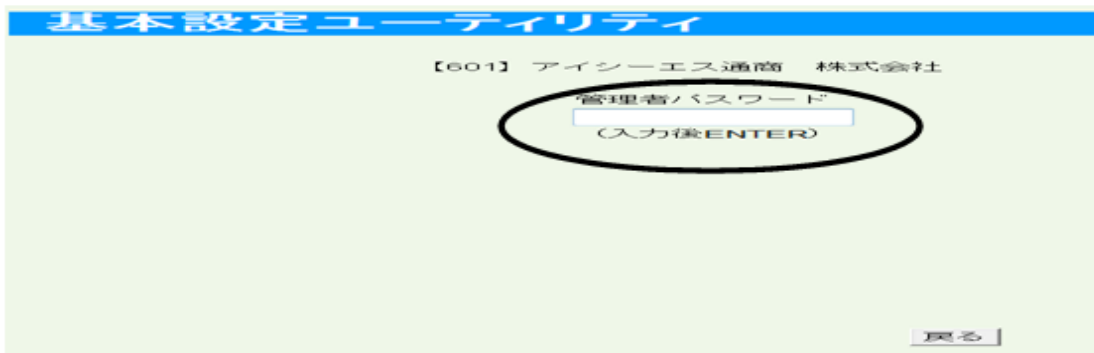 基本設定ユーティリティ
【601】 アイシーエス通商　株式会社
管理者パスワード
(入力後ENTER)
戻る